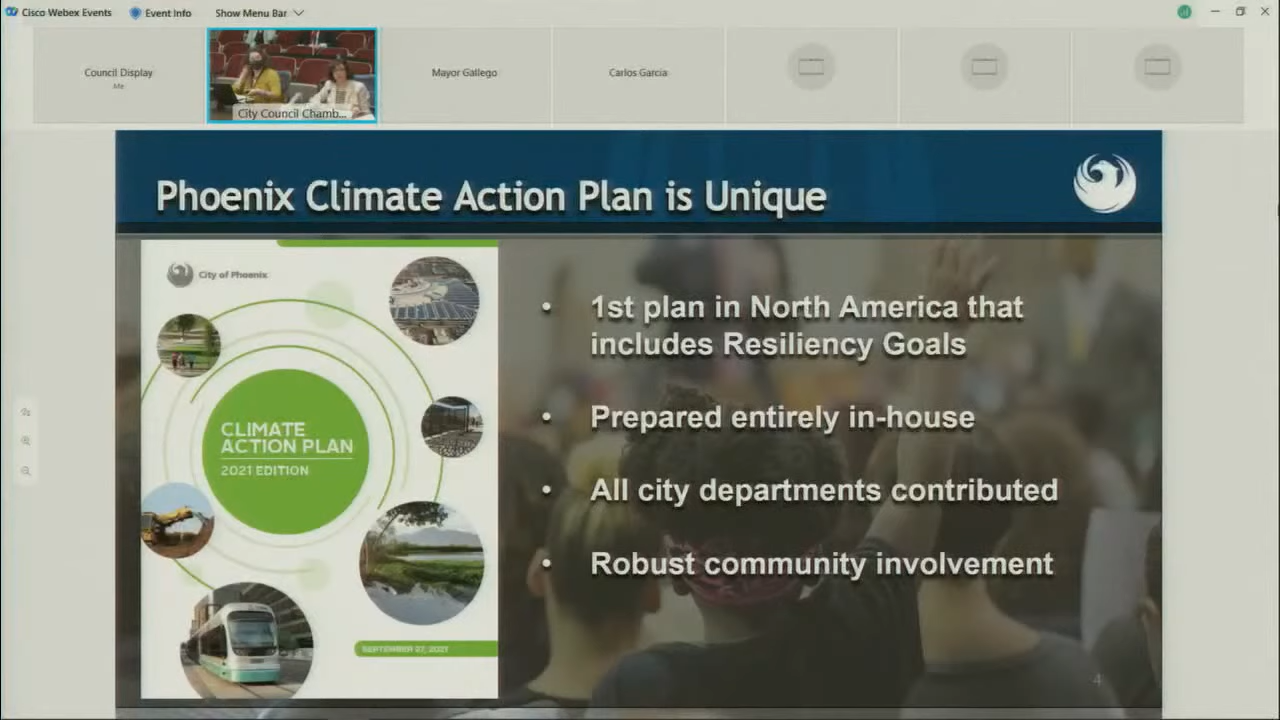 Cisco Webex Events
Event Info
Show Menu Bar
Council Display
Me
City Council Chamb...
Mayor Gallego
Carlos Garcia
Phoenix Climate Action Plan is Unique
City of Phoenix
CLIMATE
ACTION PLAN
2021 EDITION
SEPTEMBER 07, 2021
• 1st plan in North America that
includes Resiliency Goals
• Prepared entirely in-house
• All city departments contributed
• Robust community involvement
4